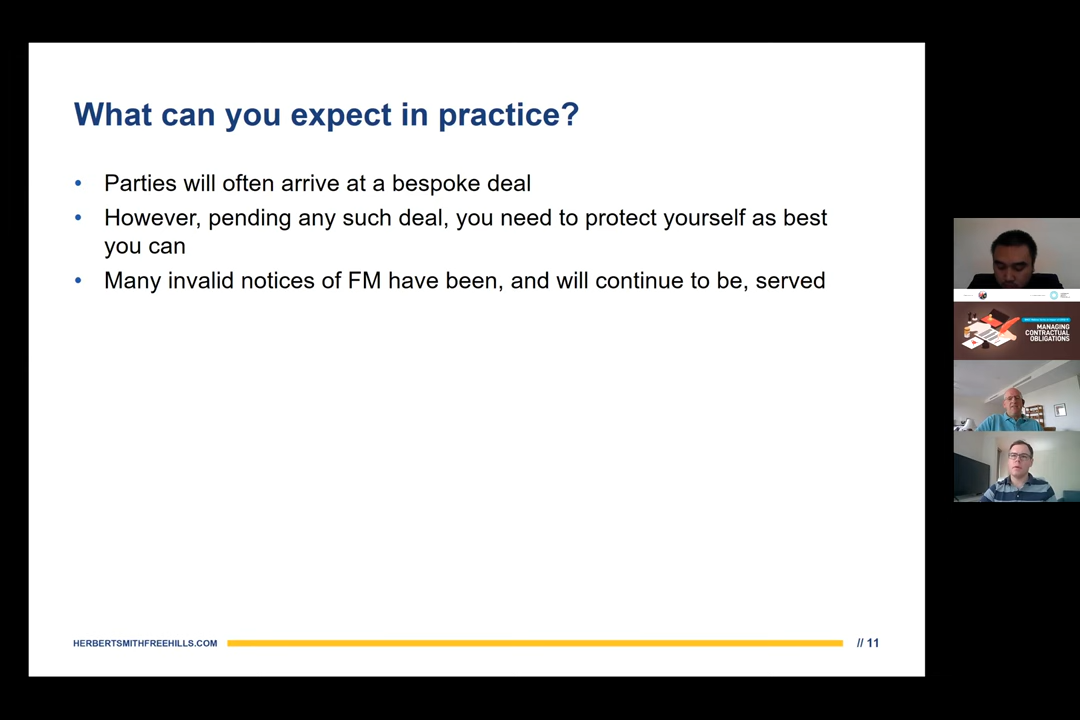 What can you expect in practice?
• Parties will often arrive at a bespoke deal
• However, pending any such deal, you need to protect yourself as best
you can
• Many invalid notices of FM have been, and will continue to be, served
HERBERTSMITHFREEHILLS.COM
// 11
MANAGING
CONTRACTUAL
OBLIGATIONS